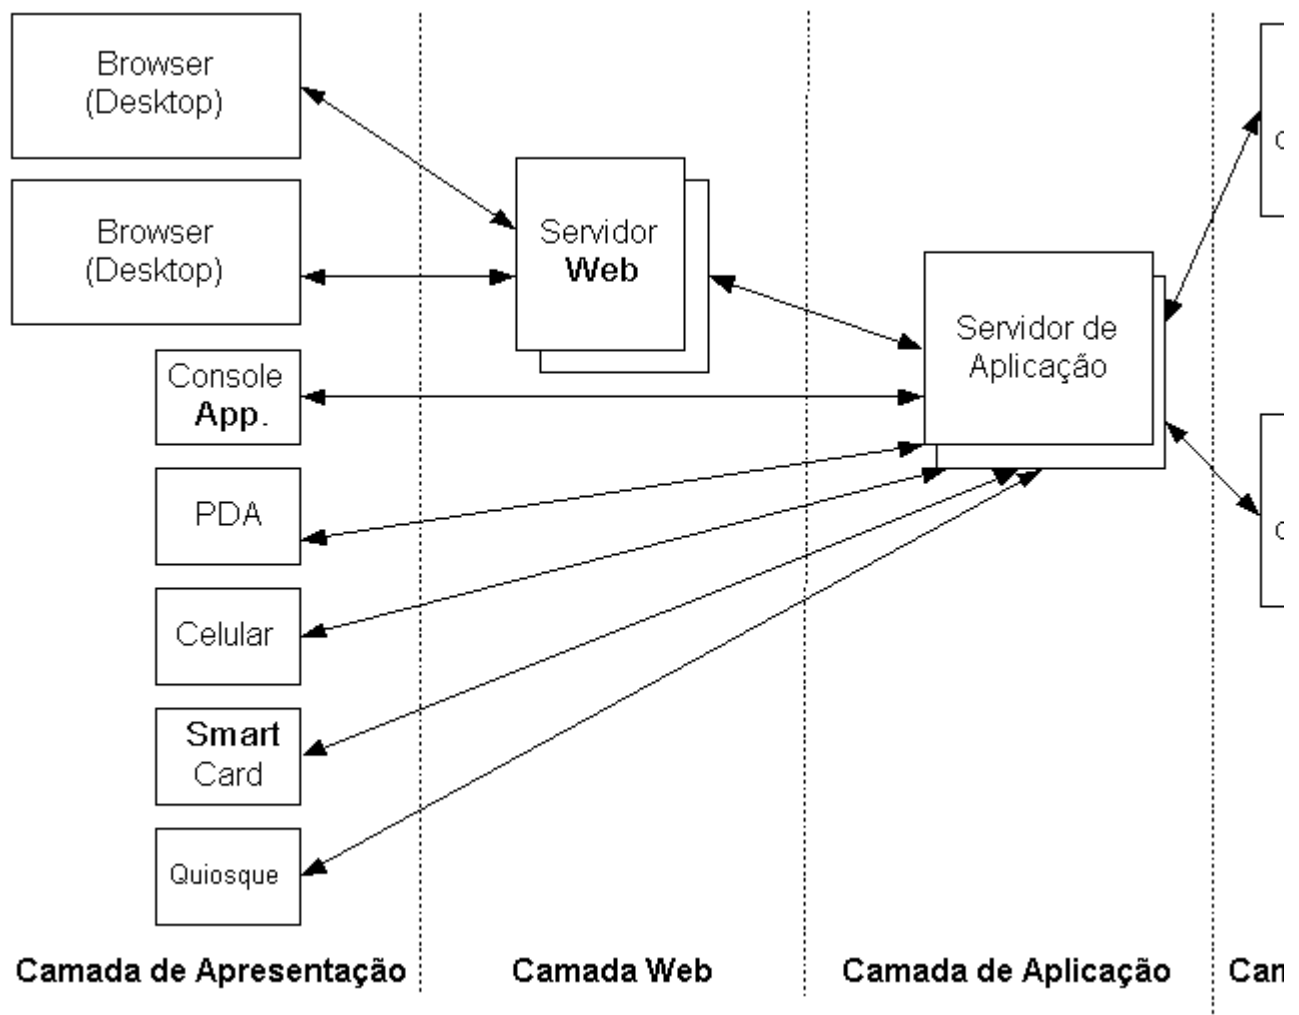 Browser
(Desktop)
Browser
(Desktop)
Servidor
Web
Servidor de
Aplicação
Console
App.
PDA
Celular
Smart
Card
Quiosque
Camada de Apresentação
Camada Web
Camada de Aplicação